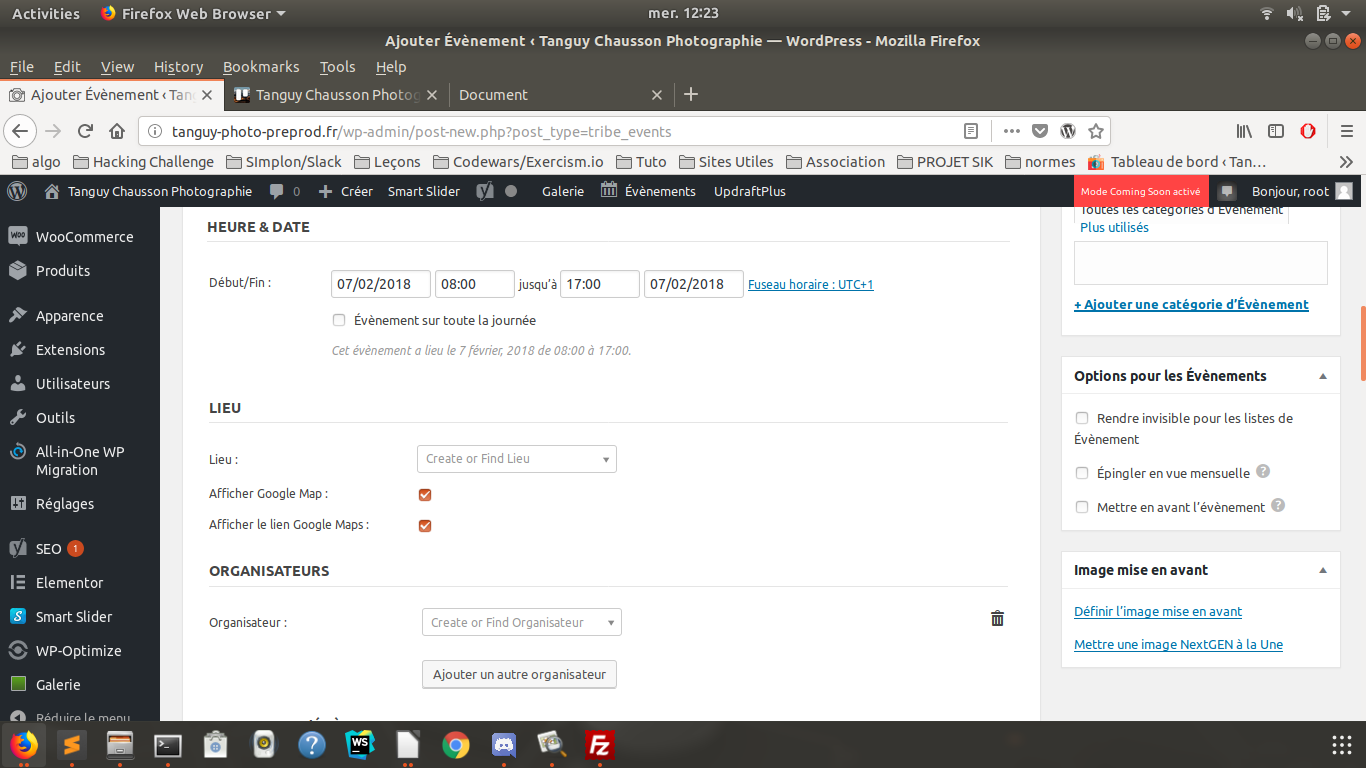 Activities Firefox Web Browser mer. 12:23
Ajouter Évènement ‹ Tanguy Chausson Photographie — WordPress - Mozilla Firefox
File Edit View History Bookmarks Tools Help
Ajouter Évènement ‹ Tan Tanguy Chausson Photog Document
tanguy-photo-preprod.fr/wp-admin/post-new.php?post_type=tribe_events
algo Hacking Challenge SImplon/Slack Leçons Codewars/Exercism.io Tuto Sites Utiles Association PROJET SIK normes Tableau de bord ‹ Tan…
Tanguy Chausson Photographie 0 Créer Smart Slider Galerie Évènements UpdraftPlus Mode Coming Soon activé Bonjour, root
WooCommerce
Produits
Apparence
Extensions
Utilisateurs
Outils
All-in-One WP
Migration
Réglages
SEO 1
Elementor
Smart Slider
WP-Optimize
Galerie
Réduire le menu
HEURE & DATE
Début/Fin : 07/02/2018 08:00 jusqu'à 17:00 07/02/2018 Fuseau horaire : UTC+1
Évènement sur toute la journée
Cet évènement a lieu le 7 février, 2018 de 08:00 à 17:00.
LIEU
Lieu : Create or Find Lieu
Afficher Google Map :
Afficher le lien Google Maps :
ORGANISATEURS
Organisateur : Create or Find Organisateur
Ajouter un autre organisateur
Toutes les catégories d'Évènement
Plus utilisés
+ Ajouter une catégorie d'Évènement
Options pour les Évènements
Rendre invisible pour les listes de
Évènement
Épingler en vue mensuelle ?
Mettre en avant l'évènement ?
Image mise en avant
Définir l'image mise en avant
Mettre une image NextGEN à la Une